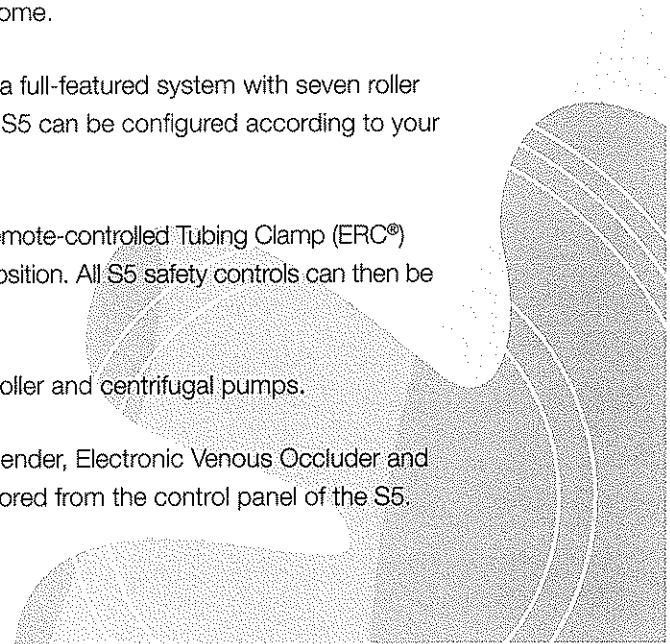 ome.
a full-featured system with seven roller
S5 can be configured according to your
emote-controlled Tubing Clamp (ERC®)
osition. All S5 safety controls can then be
oller and centrifugal pumps.
ender, Electronic Venous Occluder and
ored from the control panel of the S5.